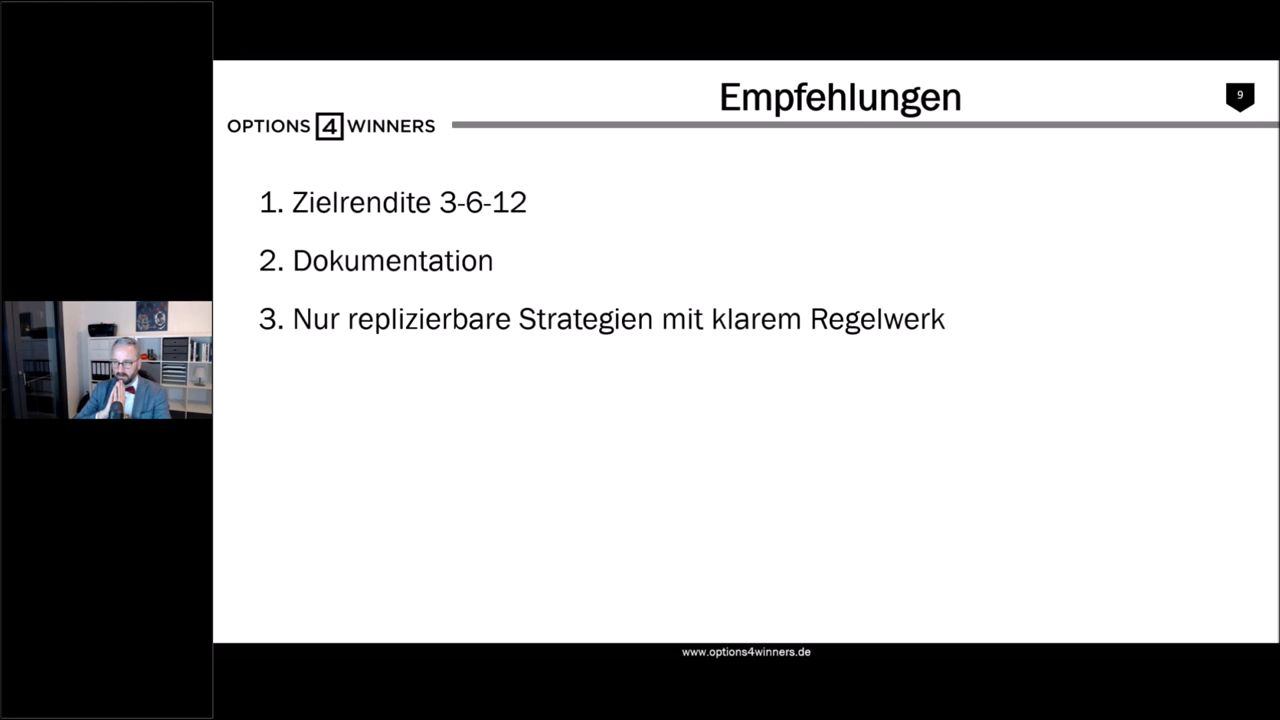 Empfehlungen
9
OPTIONS 4 WINNERS
1. Zielrendite 3-6-12
2. Dokumentation
3. Nur replizierbare Strategien mit klarem Regelwerk
www.options4winners.de